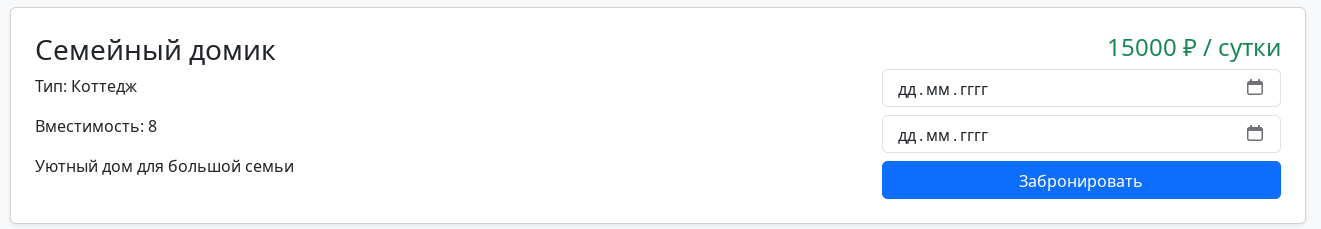 Семейный домик
Тип: Коттедж
Вместимость: 8
Уютный дом для большой семьи
15000 ₽ / сутки
дд.мм.гггг
дд.мм.гггг
Забронировать